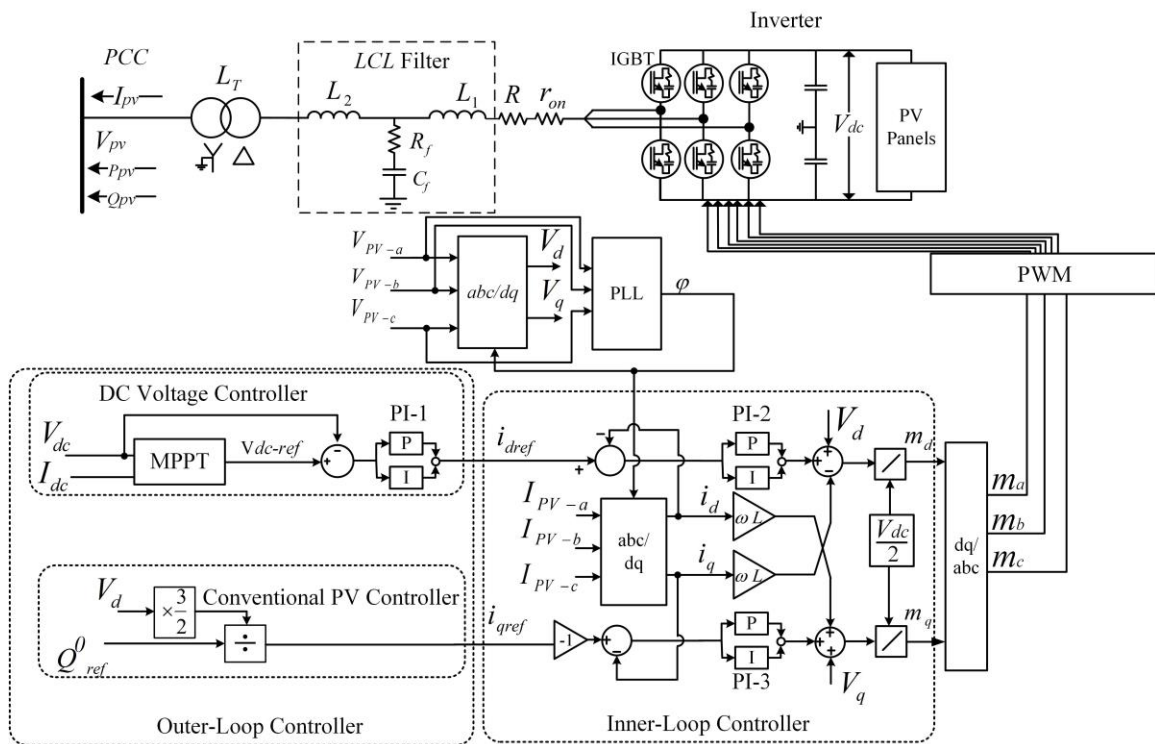 Inverter
PCC
LCL Filter
IGBT
L_T
I_pv
L_2
L_1
R
r_on
V_pv
R_f
V_dc
PV
Panels
P_pv
C_f
Q_pv
V_PV-a
V_d
V_PV-b
abc/dq
V_q
PLL
φ
PWM
V_PV-c
DC Voltage Controller
PI-1
PI-2
V_d
V_dc
P
i_dref
P
m_d
MPPT
Vdc-ref
I_dc
I
I
I_PV-a
i_d
ω L
V_dc/2
m_a
I_PV-b
abc/
dq
m_b
dq/
abc
i_q
ω L
m_c
I_PV-c
V_d
×3/2
Conventional PV Controller
i_qref
P
m_q
-1
÷
Q^0_ref
I
PI-3
V_q
Outer-Loop Controller
Inner-Loop Controller